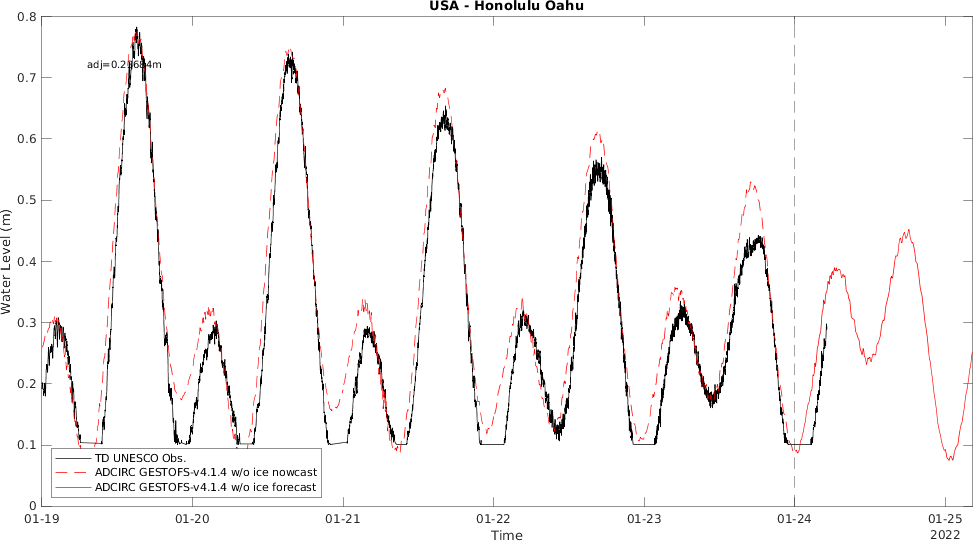 USA - Honolulu Oahu
0.8
0.7
0.6
0.5
0.4
0.3
0.2
0.1
0
Water Level (m)
TD UNESCO Obs.
ADCIRC GESTOFS-v4.1.4 w/o ice nowcast
ADCIRC GESTOFS-v4.1.4 w/o ice forecast
01-19
01-20
01-21
01-22
01-23
01-24
01-25
Time
2022